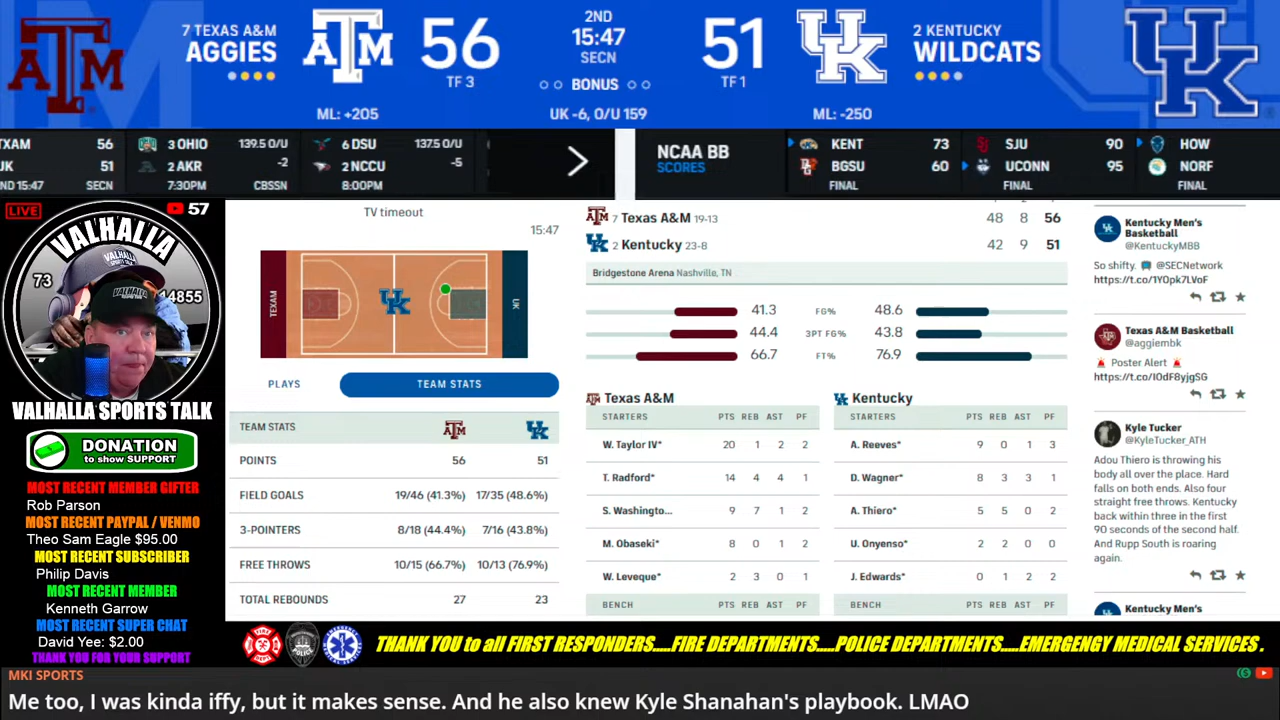 7 TEXAS A&M
AGGIES
ATM
56
TF 3
2ND
15:47
SECN
BONUS
51
TF 1
UK
2 KENTUCKY
WILDCATS
ML: +205
UK -6, O/U 159
ML: -250
TXAM 56
UK 51
ND 15:47 SECN
3 OHIO 139.5 O/U
2 AKR -2
7:30PM CBSSN
6 DSU 137.5 O/U
2 NCCU -5
8:00PM
NCAA BB
SCORES
KENT 73
BGSU 60
FINAL
SJU 90
UCONN 95
FINAL
HOW
NORF
FINAL
LIVE
57
VALHALLA
73
14855
VALHALLA SPORTS TALK
DONATION
to show SUPPORT
MOST RECENT MEMBER GIFTER
Rob Parson
MOST RECENT PAYPAL / VENMO
Theo Sam Eagle $95.00
MOST RECENT SUBSCRIBER
Philip Davis
MOST RECENT MEMBER
Kenneth Garrow
MOST RECENT SUPER CHAT
David Yee: $2.00
THANK YOU FOR YOUR SUPPORT
TV timeout
15:47
TEXAM
UK
UK
PLAYS
TEAM STATS
TEAM STATS
POINTS 56 51
FIELD GOALS 19/46 (41.3%) 17/35 (48.6%)
3-POINTERS 8/18 (44.4%) 7/16 (43.8%)
FREE THROWS 10/15 (66.7%) 10/13 (76.9%)
TOTAL REBOUNDS 27 23
7 Texas A&M 19-13 48 8 56
2 Kentucky 23-8 42 9 51
Bridgestone Arena Nashville, TN
41.3 FG% 48.6
44.4 3PT FG% 43.8
66.7 FT% 76.9
Texas A&M
STARTERS PTS REB AST PF
W. Taylor IV* 20 1 2 2
T. Radford* 14 4 4 1
S. Washingto... 9 7 1 2
M. Obaseki* 8 0 1 2
W. Leveque* 2 3 0 1
BENCH PTS REB AST PF
Kentucky
STARTERS PTS REB AST PF
A. Reeves* 9 0 1 3
D. Wagner* 8 3 3 1
A. Thiero* 5 5 0 2
U. Onyenso* 2 2 0 0
J. Edwards* 0 1 2 2
BENCH PTS REB AST PF
Kentucky Men's
Basketball
@KentuckyMBB
So shifty. @SECNetwork
https://t.co/1YOpk7LVoF
Texas A&M Basketball
@aggiembk
Poster Alert
https://t.co/IOdF8yjgSG
Kyle Tucker
@KyleTucker_ATH
Adou Thiero is throwing his
body all over the place. Hard
falls on both ends. Also four
straight free throws. Kentucky
back within three in the first
90 seconds of the second half.
And Rupp South is roaring
again.
Kentucky Men's
THANK YOU to all FIRST RESPONDERS.....FIRE DEPARTMENTS.....POLICE DEPARTMENTS.....EMERGENGY MEDICAL SERVICES .
MKI SPORTS
Me too, I was kinda iffy, but it makes sense. And he also knew Kyle Shanahan's playbook. LMAO